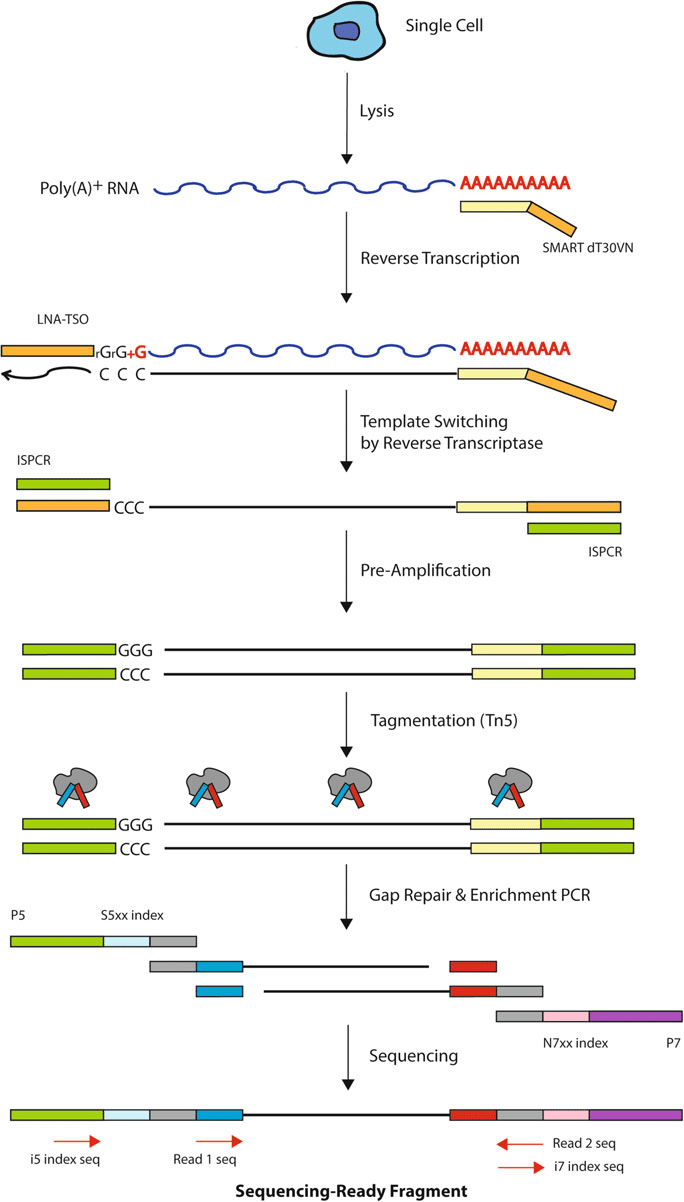 Single Cell
Lysis
Poly(A)+ RNA
AAAAAAAAAA
SMART dT30VN
Reverse Transcription
LNA-TSO
rGrG+G
AAAAAAAAAA
C C C
Template Switching
by Reverse Transcriptase
ISPCR
CCC
ISPCR
Pre-Amplification
GGG
CCC
Tagmentation (Tn5)
GGG
CCC
Gap Repair & Enrichment PCR
P5 S5xx index
N7xx index P7
Sequencing
i5 index seq Read 1 seq Read 2 seq
i7 index seq
Sequencing-Ready Fragment